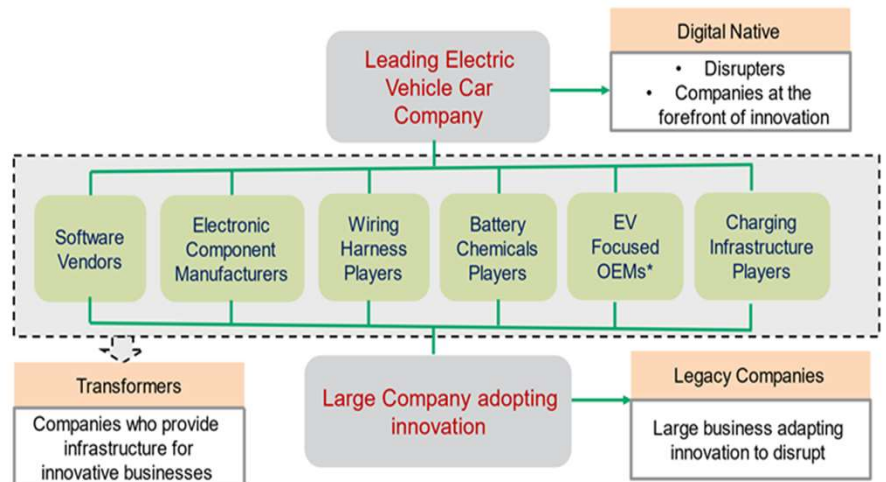 Leading Electric
Vehicle Car
Company
Digital Native
• Disrupters
• Companies at the
forefront of innovation
Software
Vendors
Electronic
Component
Manufacturers
Wiring
Harness
Players
Battery
Chemicals
Players
EV
Focused
OEMs*
Charging
Infrastructure
Players
Transformers
Companies who provide
infrastructure for
innovative businesses
Large Company adopting
innovation
Legacy Companies
Large business adapting
innovation to disrupt